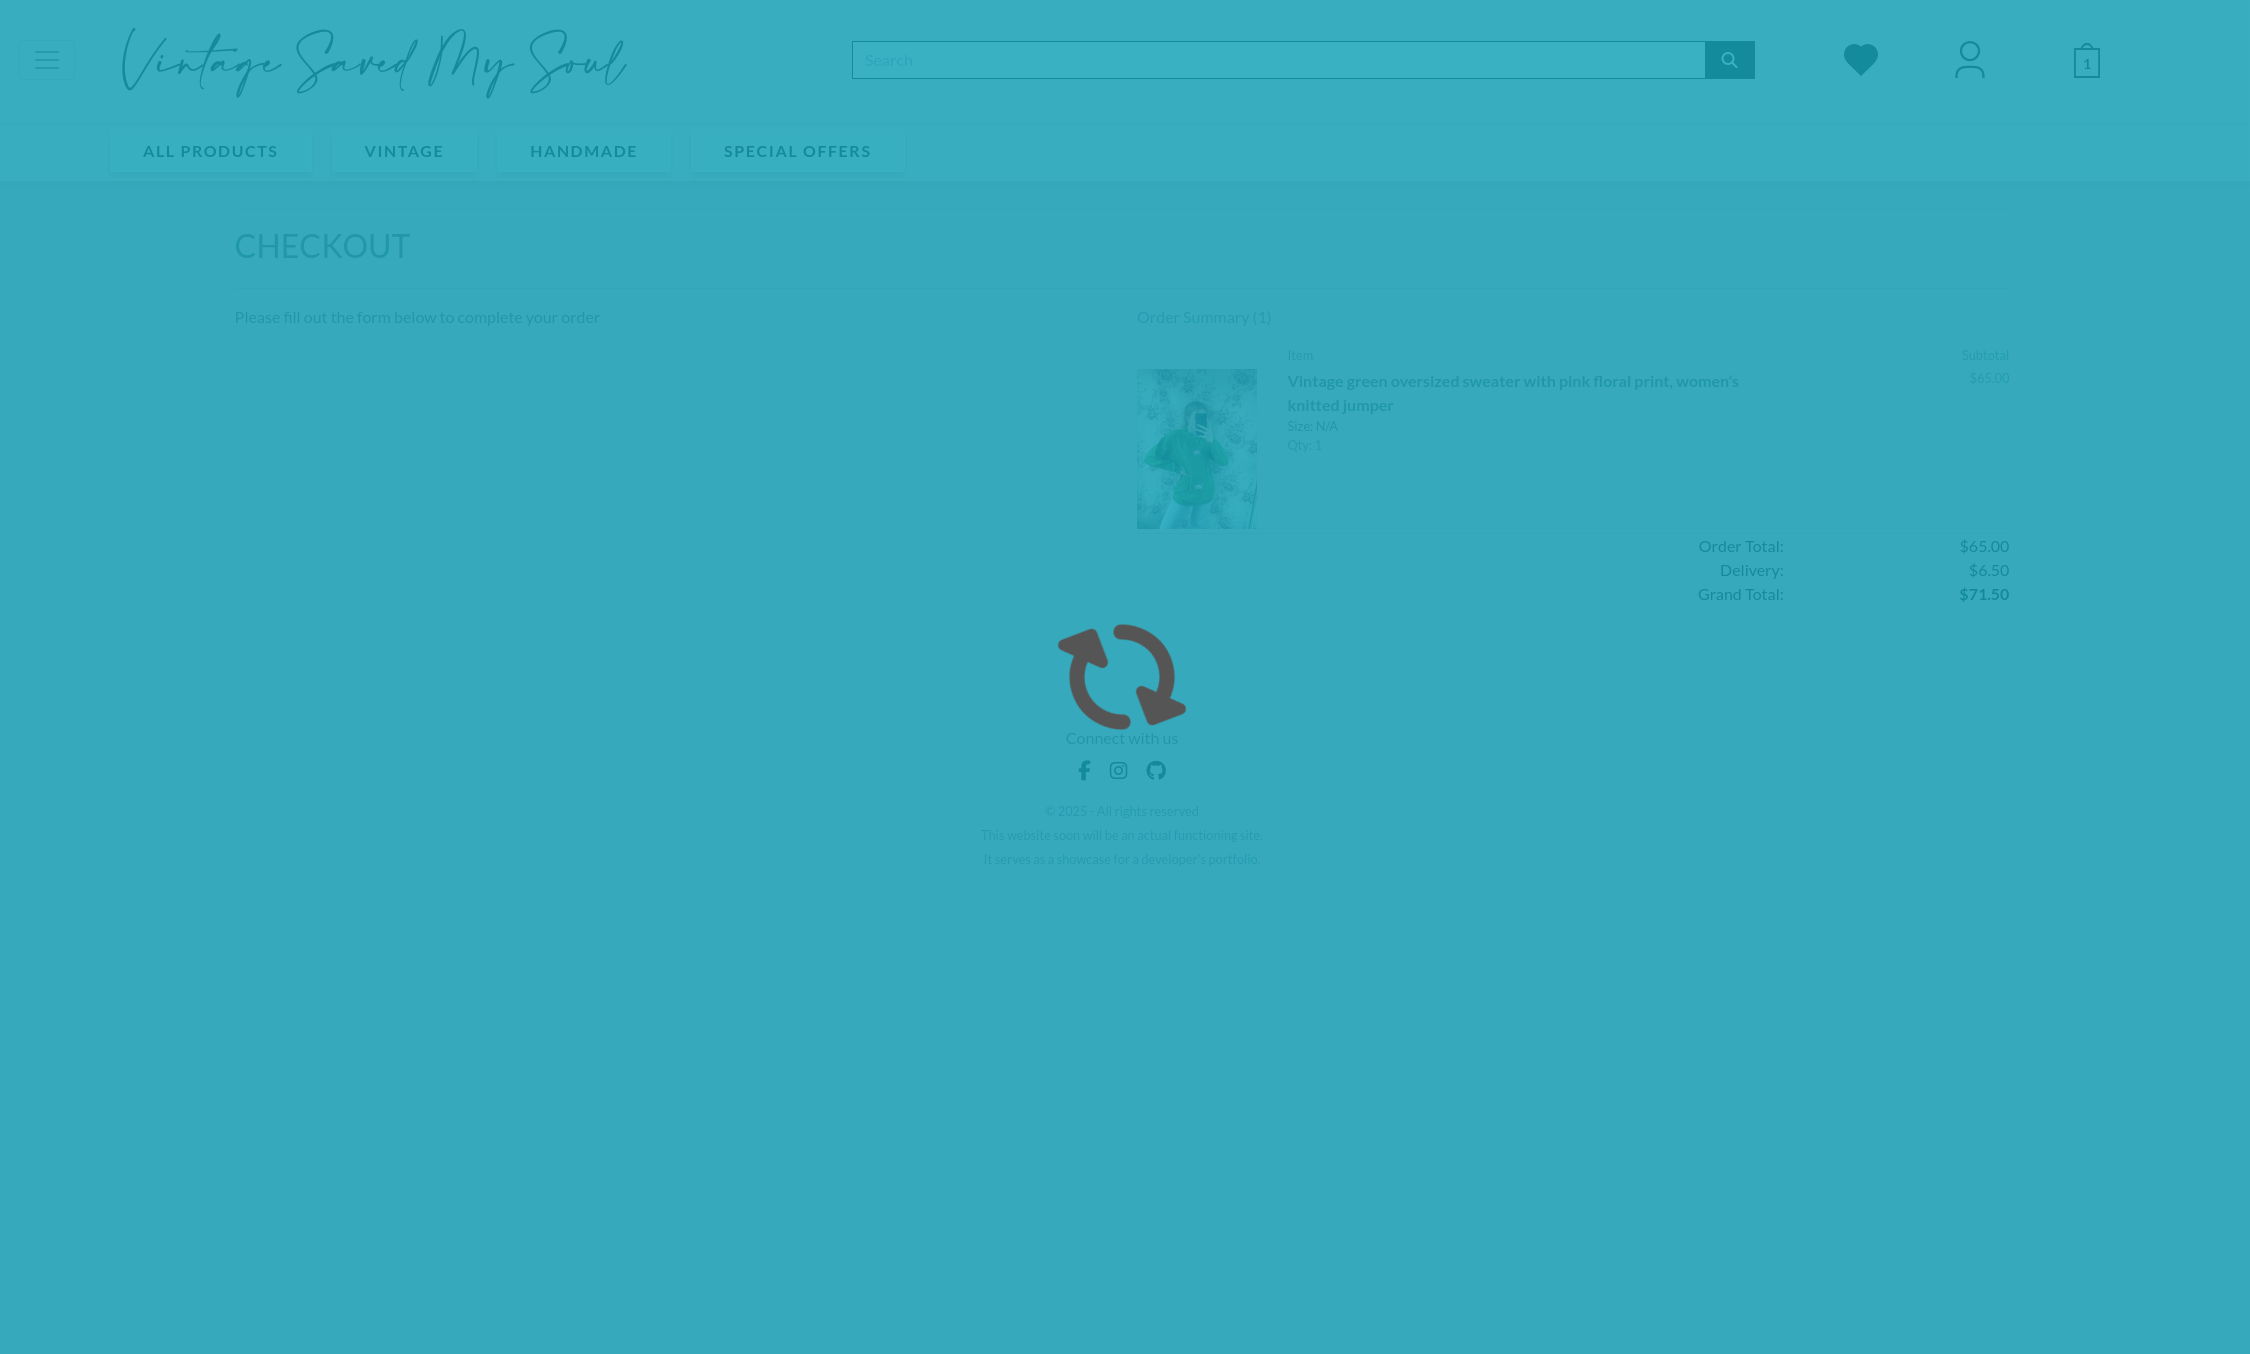 Vintage Saved My Soul
Search
1
ALL PRODUCTS
VINTAGE
HANDMADE
SPECIAL OFFERS
CHECKOUT
Please fill out the form below to complete your order
Order Summary (1)
Item
Subtotal
Vintage green oversized sweater with pink floral print, women's
$65.00
knitted jumper
Size: N/A
Qty: 1
Order Total: $65.00
Delivery: $6.50
Grand Total: $71.50
Connect with us
© 2025 - All rights reserved
This website soon will be an actual functioning site.
It serves as a showcase for a developer's portfolio.